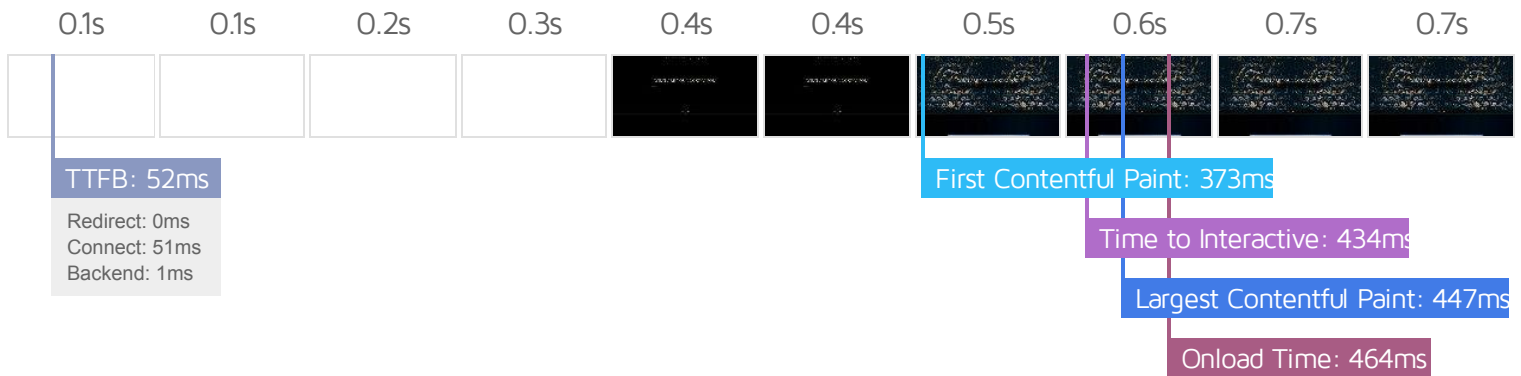 0.1s 0.1s 0.2s 0.3s 0.4s 0.4s 0.5s 0.6s 0.7s 0.7s
TTFB: 52ms
Redirect: 0ms
Connect: 51ms
Backend: 1ms
First Contentful Paint: 373ms
Time to Interactive: 434ms
Largest Contentful Paint: 447ms
Onload Time: 464ms